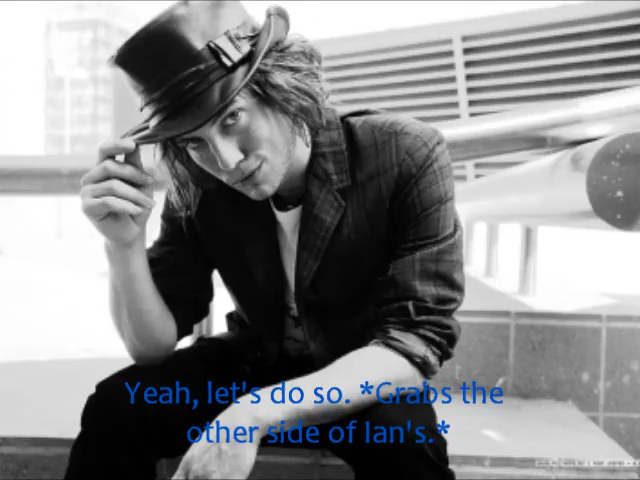 Yeah, let's do so. *Grabs the
other side of Ian's.*